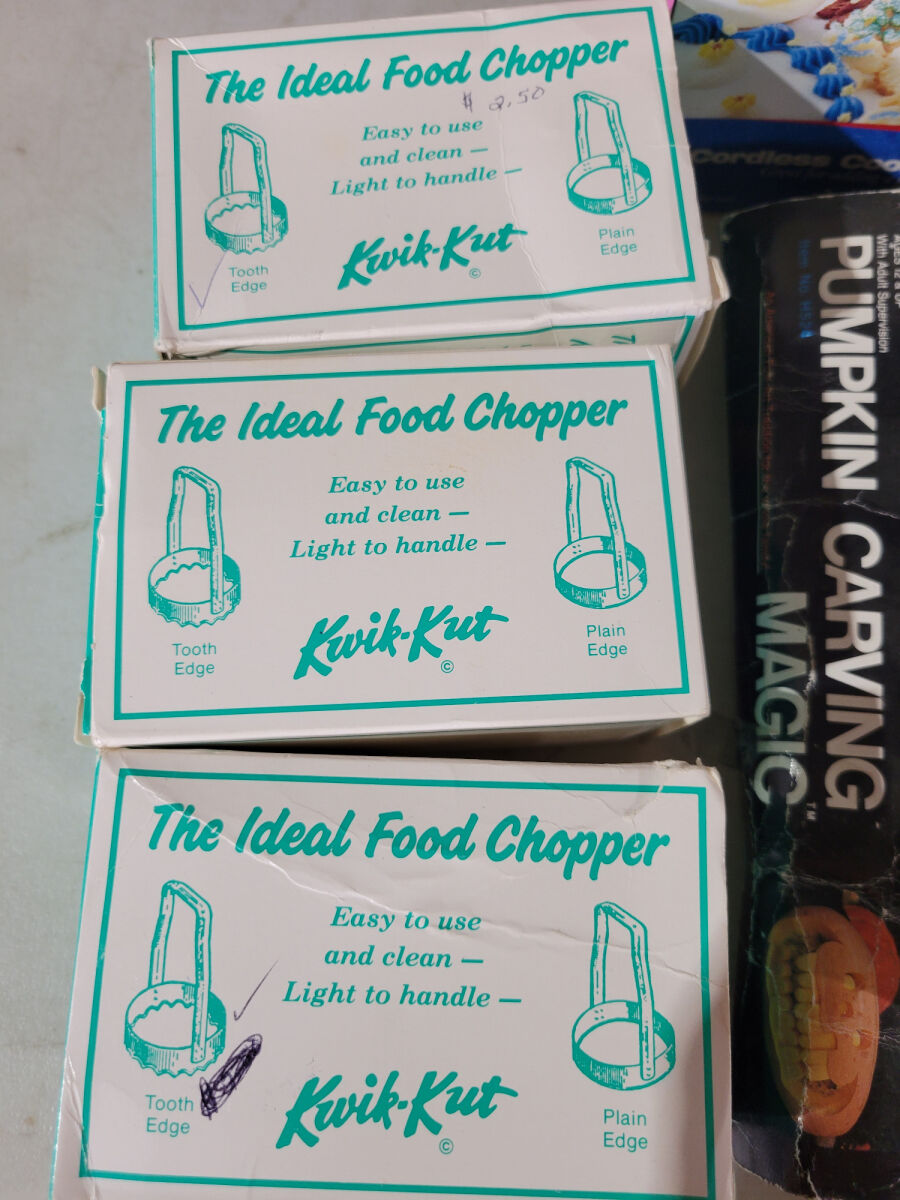 The Ideal Food Chopper
$ 2.50
Easy to use
and clean —
Light to handle —
Kwik-Kut
©
Tooth
Edge
Plain
Edge
The Ideal Food Chopper
Easy to use
and clean —
Light to handle —
Kwik-Kut
©
Tooth
Edge
Plain
Edge
The Ideal Food Chopper
Easy to use
and clean —
Light to handle —
Kwik-Kut
©
Tooth
Edge
Plain
Edge
Cordless
With Adult Supervision
PUMPKIN CARVING
MAGIC™